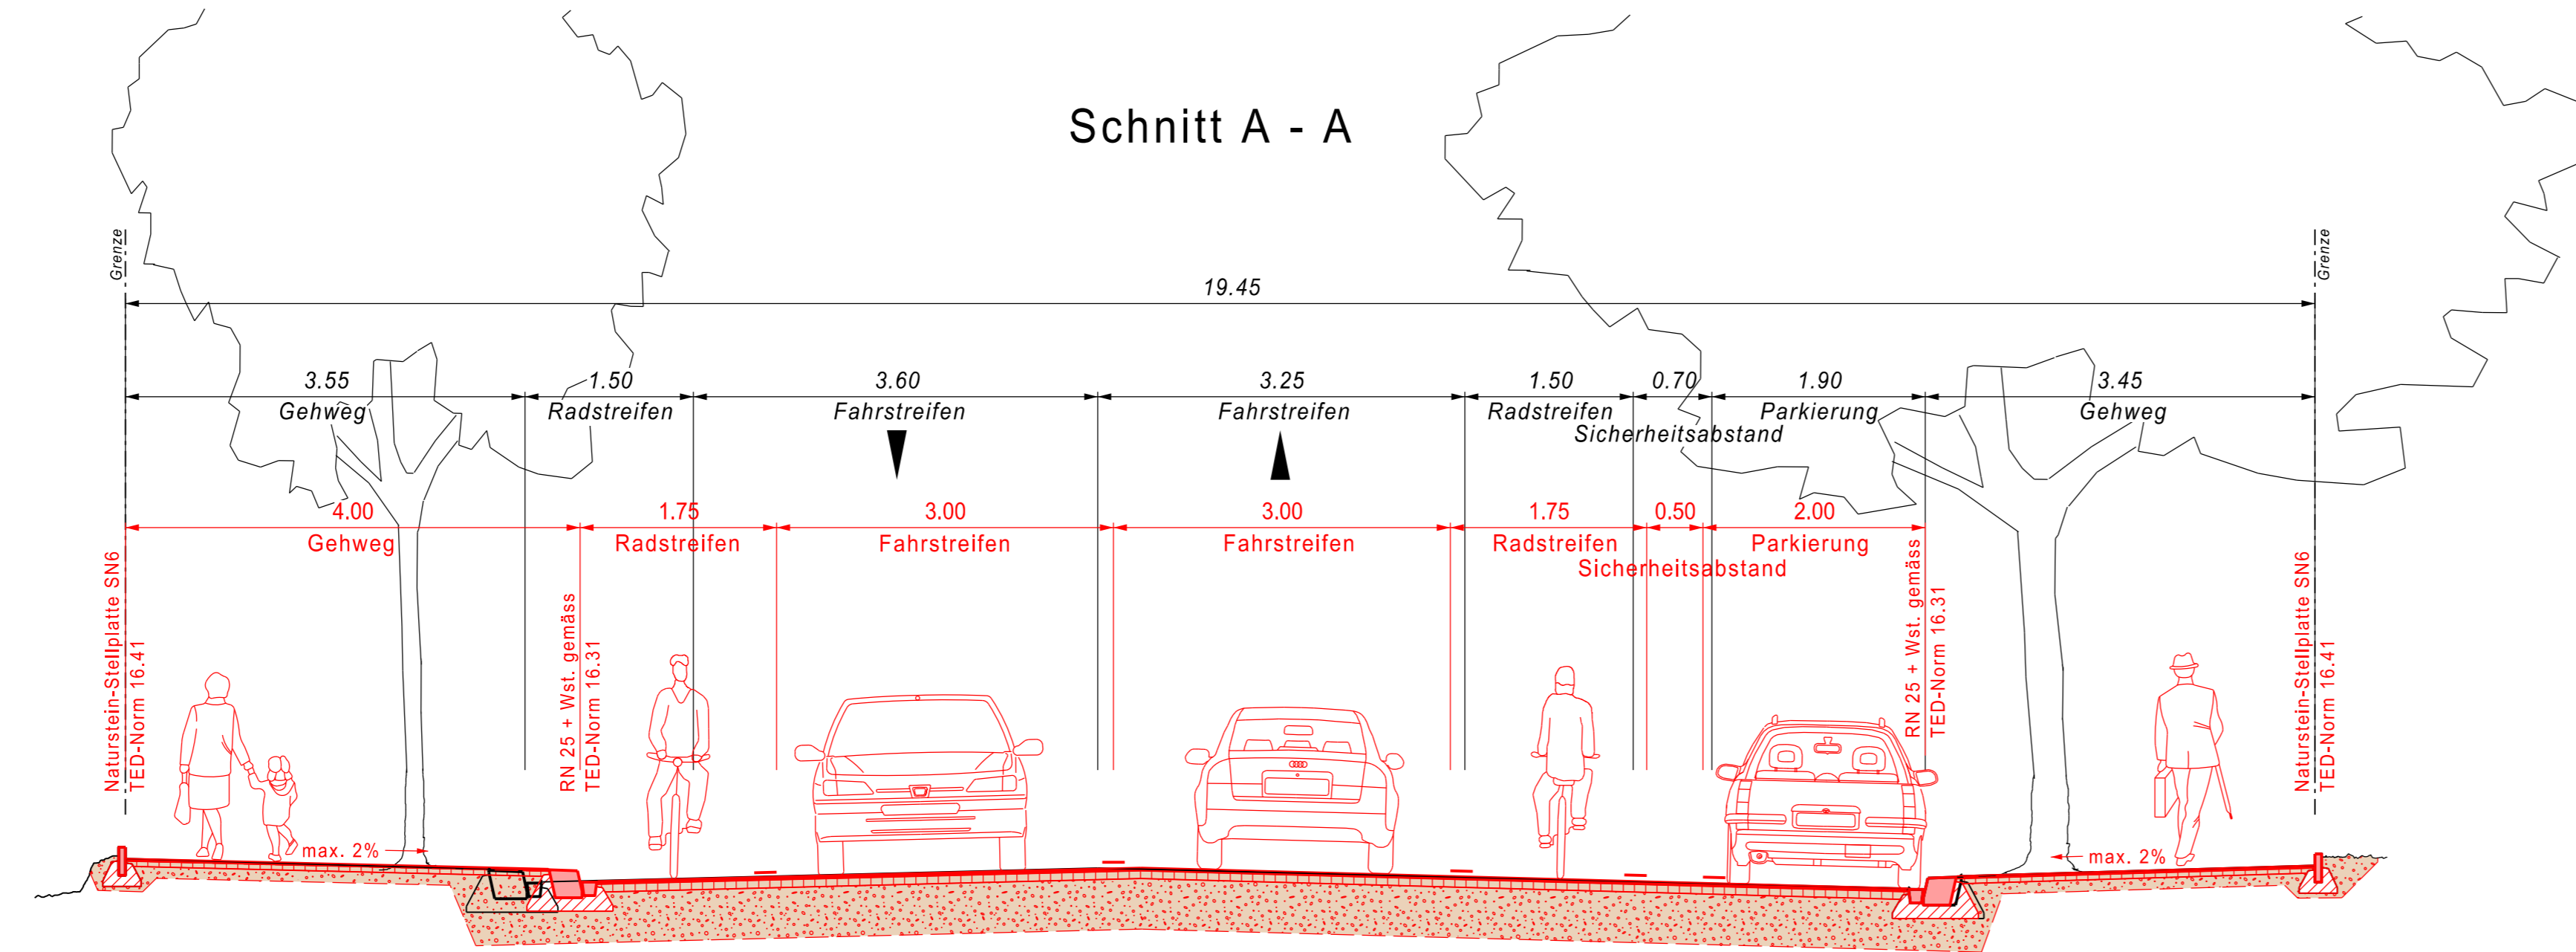 Schnitt A - A
Grenze
Grenze
19.45
3.55
1.50
3.60
3.25
1.50
0.70
1.90
3.45
Gehweg
Radstreifen
Fahrstreifen
Fahrstreifen
Radstreifen
Parkierung
Gehweg
Sicherheitsabstand
4.00
1.75
3.00
3.00
1.75
0.50
2.00
Gehweg
Radstreifen
Fahrstreifen
Fahrstreifen
Radstreifen
Parkierung
Sicherheitsabstand
Naturstein-Stellplatte SN6
TED-Norm 16.41
RN 25 + Wst. gemäss
TED-Norm 16.31
RN 25 + Wst. gemäss
TED-Norm 16.31
Naturstein-Stellplatte SN6
TED-Norm 16.41
max. 2%
max. 2%